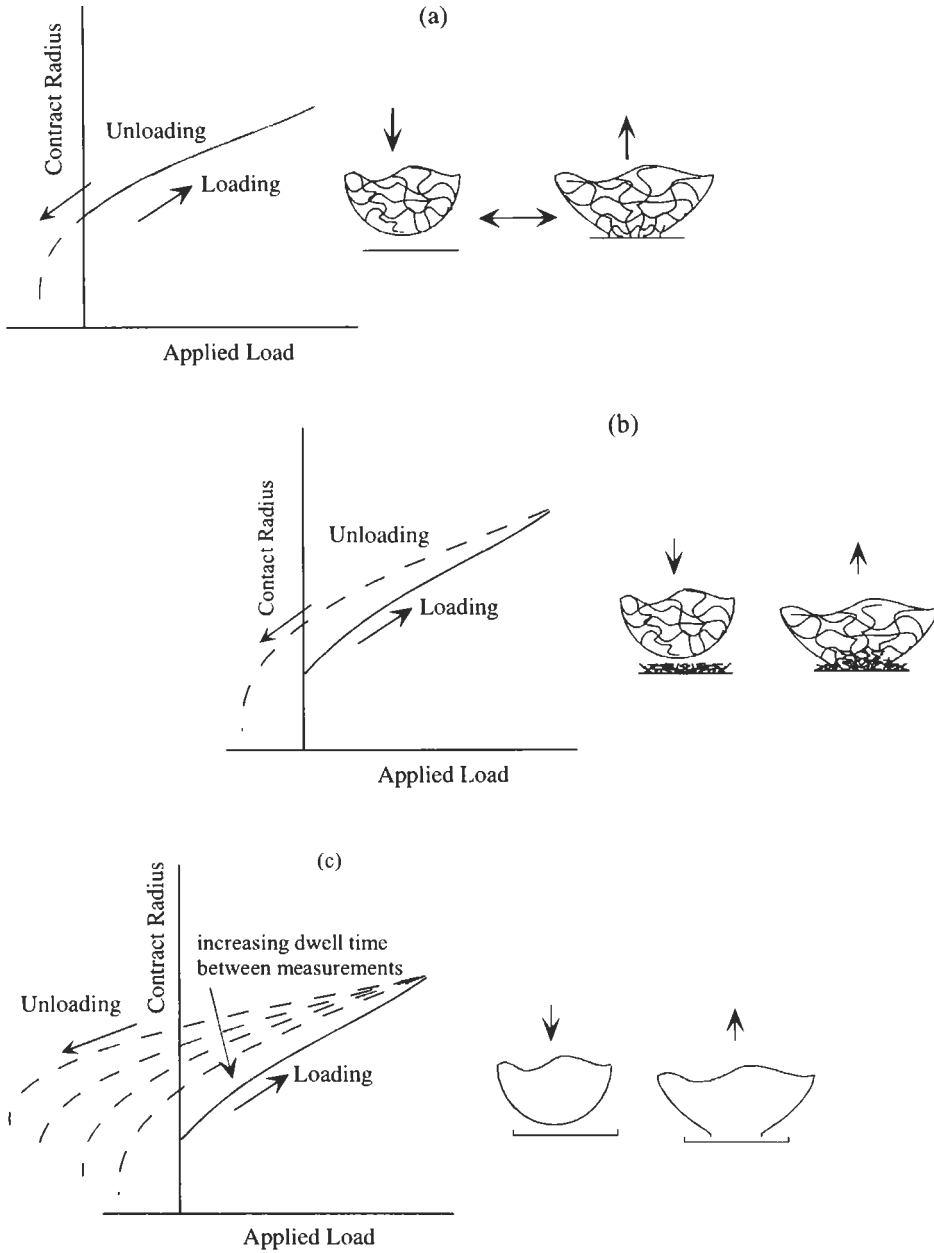 (a)
Contract Radius
Unloading
Loading
Applied Load
(b)
Contact Radius
Unloading
Loading
Applied Load
(c)
Contract Radius
increasing dwell time
between measurements
Unloading
Loading
Applied Load